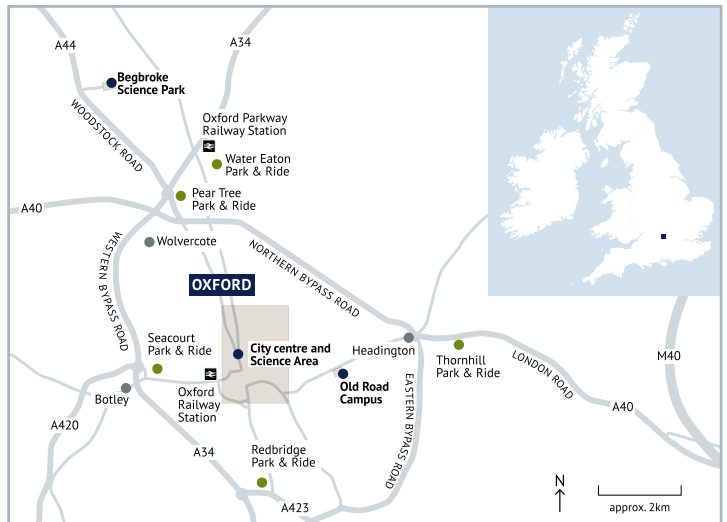 A44
A34
Begbroke
Science Park
WOODSTOCK ROAD
Oxford Parkway
Railway Station
Water Eaton
Park & Ride
Pear Tree
Park & Ride
A40
Wolvercote
WESTERN BYPASS ROAD
NORTHERN BYPASS ROAD
OXFORD
Seacourt
Park & Ride
City centre and
Science Area
Headington
Thornhill
Park & Ride
LONDON ROAD
M40
Oxford
Railway
Station
Old Road
Campus
Botley
EASTERN BYPASS ROAD
A40
A420
A34
Redbridge
Park & Ride
A423
N
approx. 2km